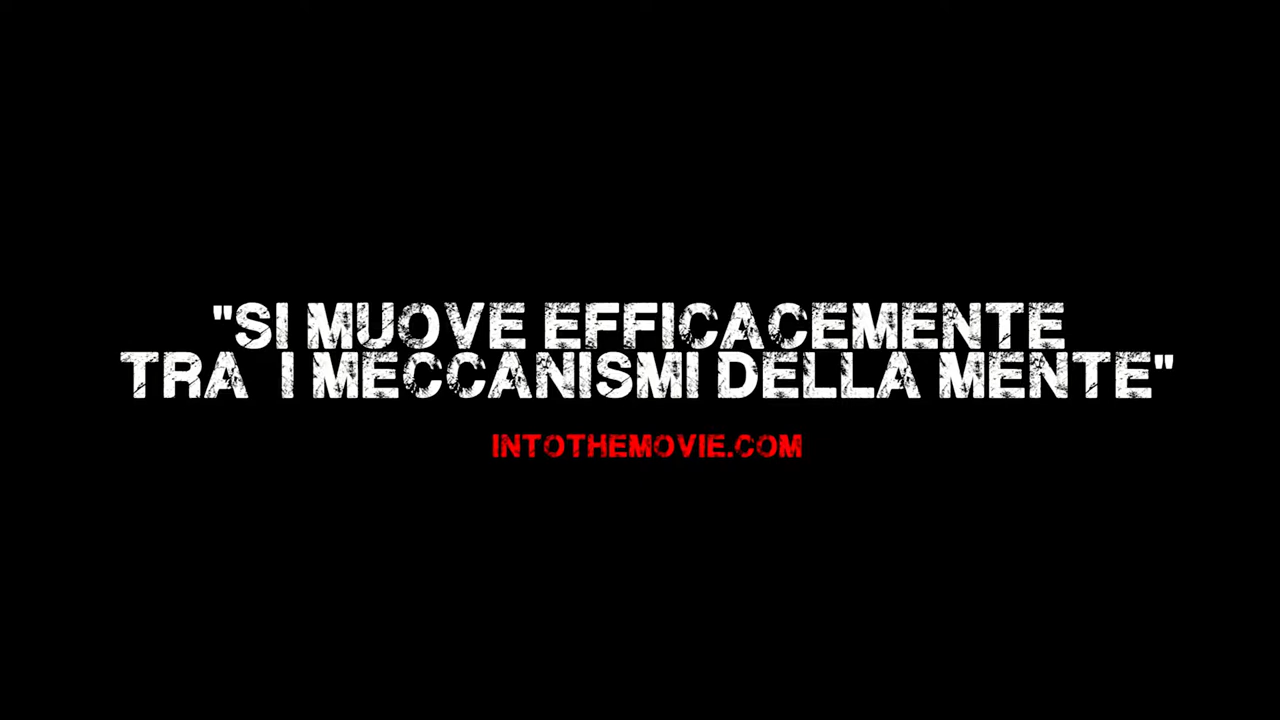 "SI MUOVE EFFICACEMENTE
TRA I MECCANISMI DELLA MENTE"
INTOTHEMOVIE.COM